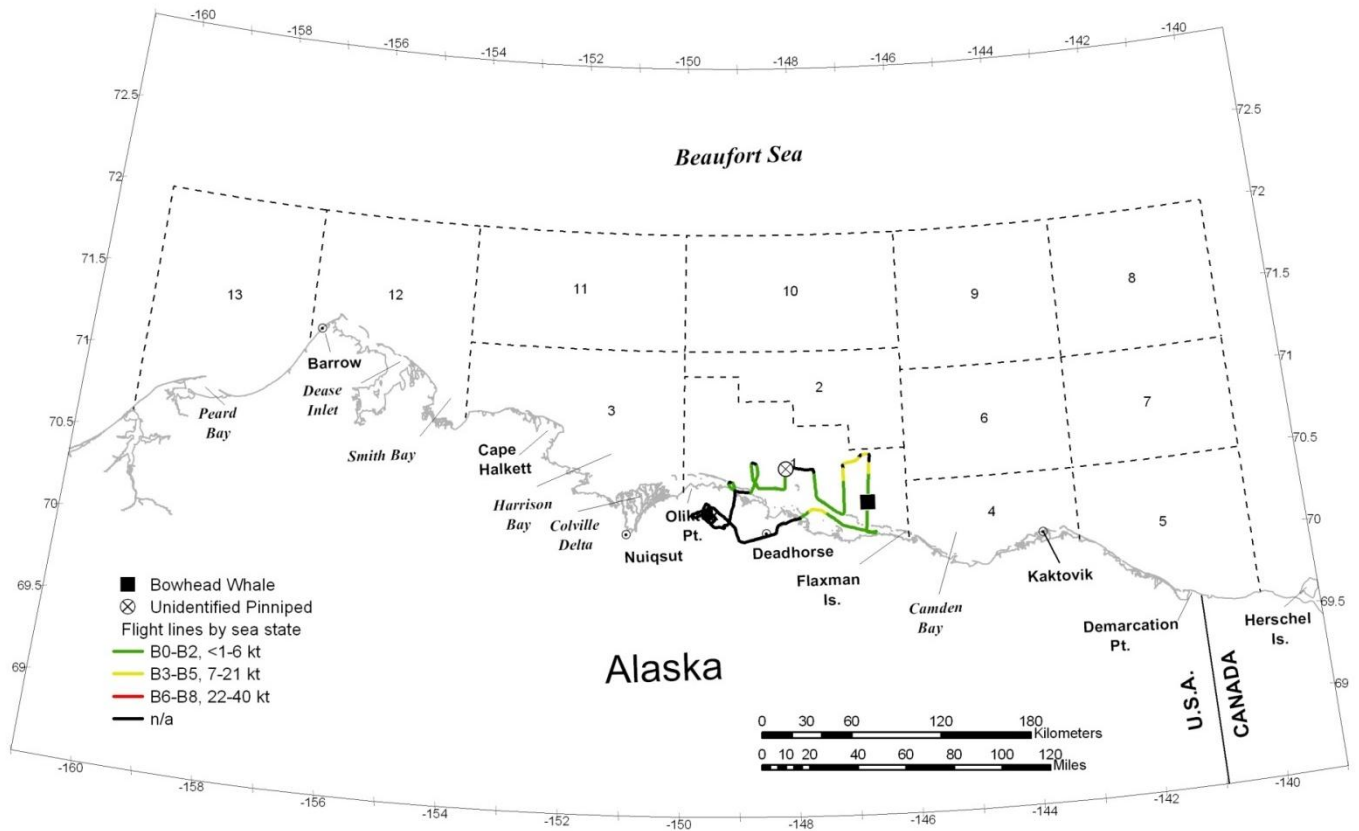 -160
-158
-156
-154
-152
-150
-148
-146
-144
-142
-140
72.5
72.5
Beaufort Sea
72
72
71.5
71.5
13
12
11
10
9
8
71
71
Barrow
Dease
Inlet
Peard
Bay
Smith Bay
3
2
6
7
70.5
70.5
Cape
Halkett
Harrison
Bay
Colville
Delta
Nuiqsut
1
Pt.
Deadhorse
Flaxman
Is.
4
5
70
70
Camden
Bay
Kaktovik
Demarcation
Pt.
Herschel
Is.
69.5
69.5
Bowhead Whale
Unidentified Pinniped
Flight lines by sea state
B0-B2, <1-6 kt
B3-B5, 7-21 kt
B6-B8, 22-40 kt
n/a
69
69
Alaska
U.S.A.
CANADA
0 30 60 120 180
Kilometers
0 10 20 40 60 80 100 120
Miles
-160
-158
-156
-154
-152
-150
-148
-146
-144
-142
-140